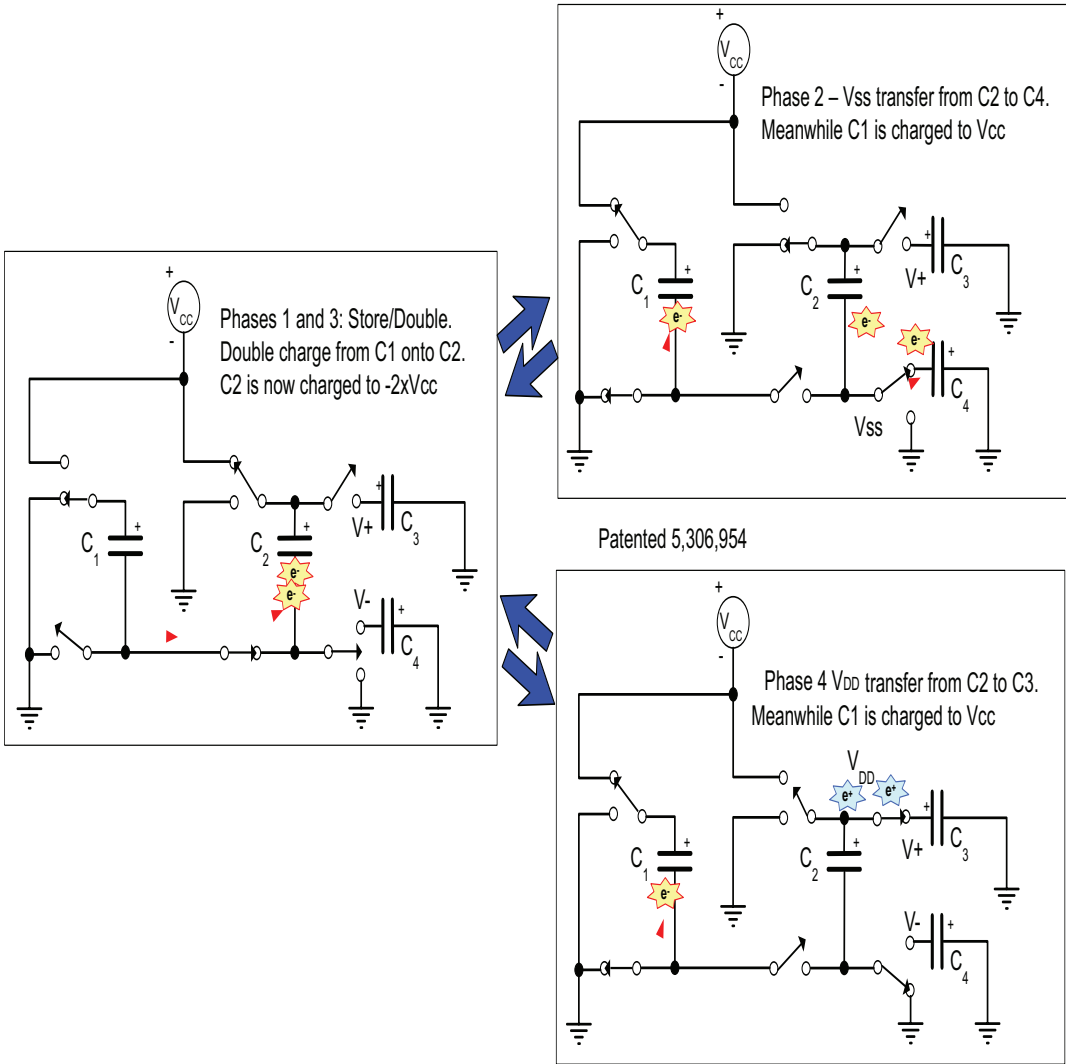 +
VCC
-
Phases 1 and 3: Store/Double.
Double charge from C1 onto C2.
C2 is now charged to -2xVcc
C1
+
C2
+
e-
e-
V+
+
C3
V-
+
C4
+
VCC
-
Phase 2 – Vss transfer from C2 to C4.
Meanwhile C1 is charged to Vcc
C1
+
e-
C2
+
e-
V+
+
C3
e-
+
C4
Vss
Patented 5,306,954
+
VCC
-
Phase 4 VDD transfer from C2 to C3.
Meanwhile C1 is charged to Vcc
VDD
e+
e+
C1
+
e-
C2
+
V+
+
C3
V-
+
C4